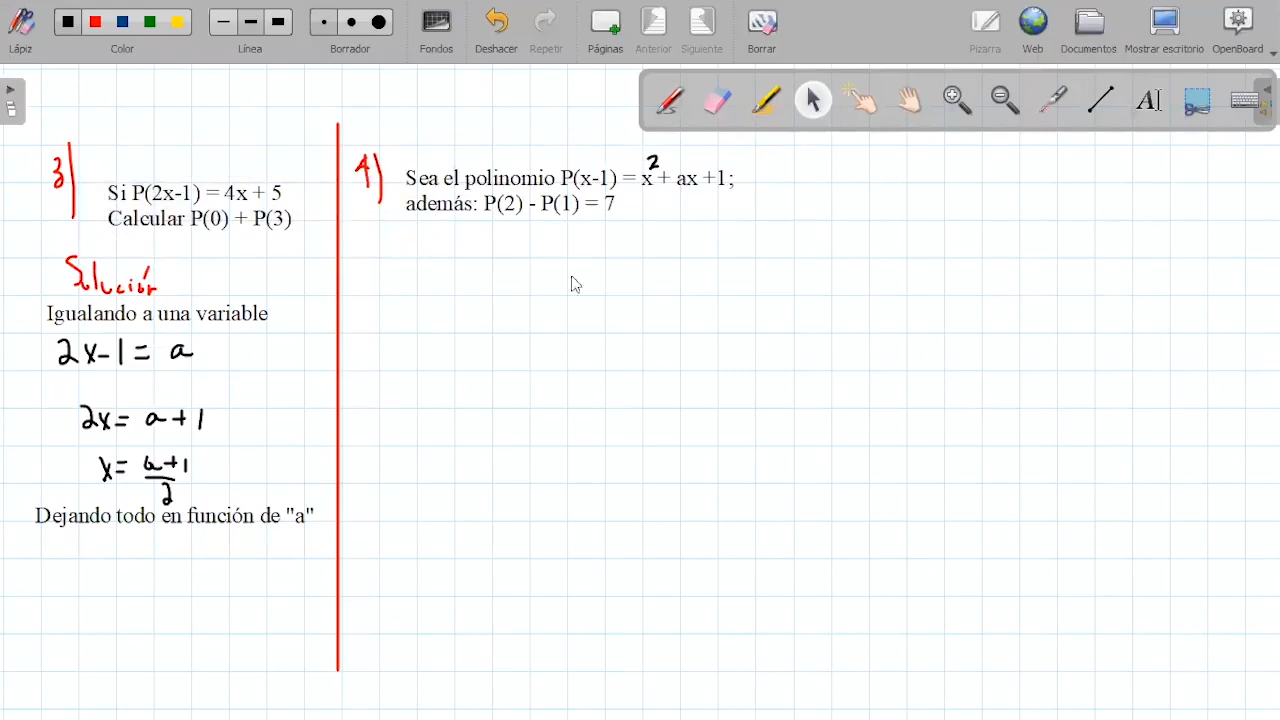 Lápiz
Color
Línea
Borrador
Fondos
Deshacer
Repetir
Páginas
Anterior
Siguiente
Borrar
Pizarra
Web
Documentos
Mostrar escritorio
OpenBoard
A
3)
Si P(2x-1) = 4x + 5
Calcular P(0) + P(3)
Solución
Igualando a una variable
2x-1 = a
2x = a + 1
x = a+1
2
Dejando todo en función de "a"
4)
Sea el polinomio P(x-1) = x² + ax +1;
además: P(2) - P(1) = 7